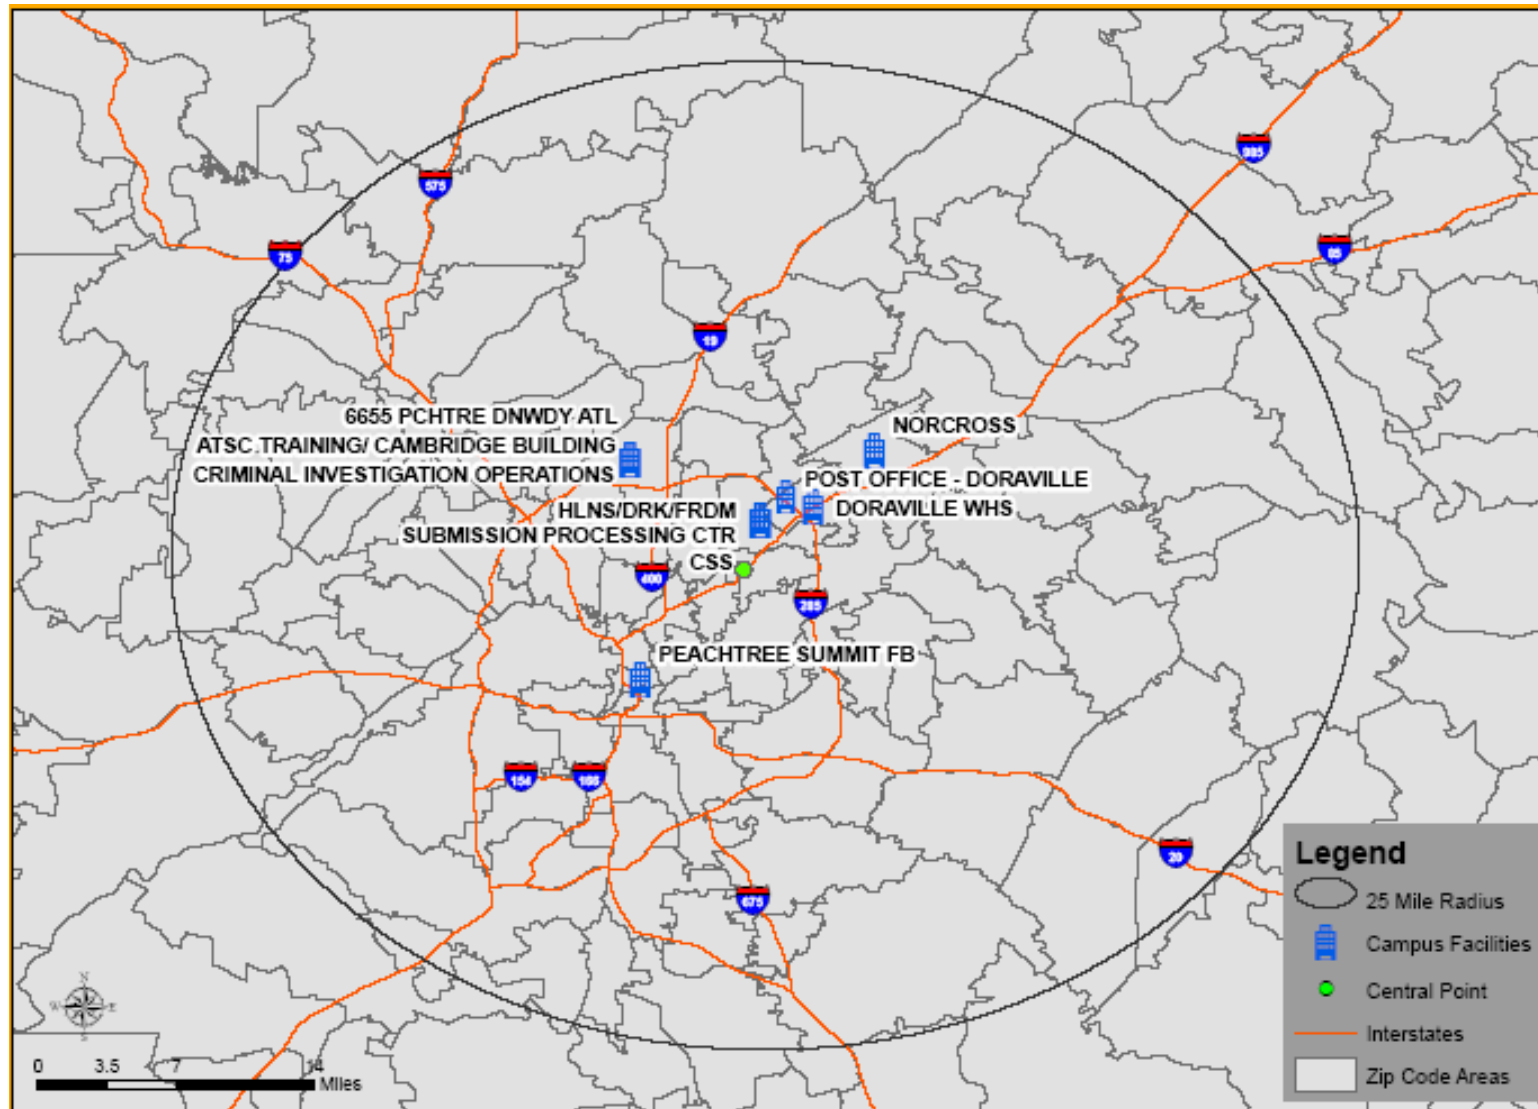 985
575
85
75
19
6655 PCHTRE DNWDY ATL
ATSC TRAINING/ CAMBRIDGE BUILDING
CRIMINAL INVESTIGATION OPERATIONS
NORCROSS
POST OFFICE - DORAVILLE
DORAVILLE WHS
HLNS/DRK/FRDM
SUBMISSION PROCESSING CTR
CSS
400
285
PEACHTREE SUMMIT FB
154
166
20
675
Legend
25 Mile Radius
Campus Facilities
Central Point
Interstates
Zip Code Areas
N
W E
S
0 3.5 7 14
Miles